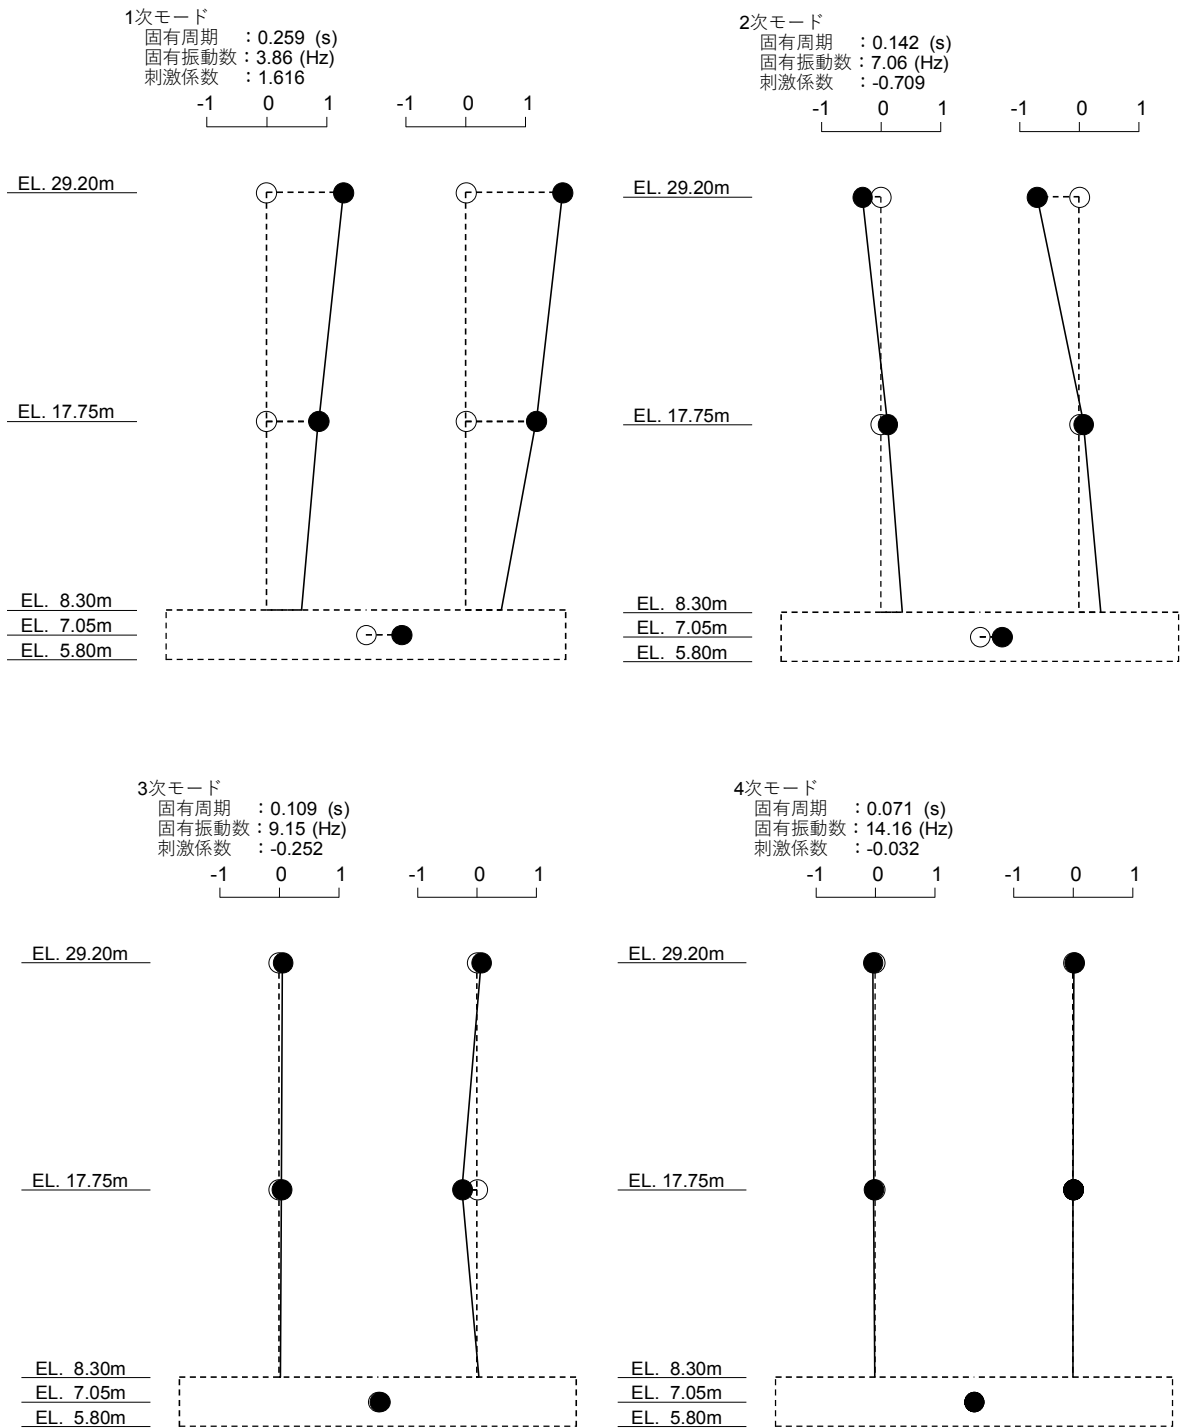 1次モード
固有周期 : 0.259 (s)
固有振動数 : 3.86 (Hz)
刺激係数 : 1.616
-1 0 1 -1 0 1
EL. 29.20m
EL. 17.75m
EL. 8.30m
EL. 7.05m
EL. 5.80m
2次モード
固有周期 : 0.142 (s)
固有振動数 : 7.06 (Hz)
刺激係数 : -0.709
-1 0 1 -1 0 1
EL. 29.20m
EL. 17.75m
EL. 8.30m
EL. 7.05m
EL. 5.80m
3次モード
固有周期 : 0.109 (s)
固有振動数 : 9.15 (Hz)
刺激係数 : -0.252
-1 0 1 -1 0 1
EL. 29.20m
EL. 17.75m
EL. 8.30m
EL. 7.05m
EL. 5.80m
4次モード
固有周期 : 0.071 (s)
固有振動数 : 14.16 (Hz)
刺激係数 : -0.032
-1 0 1 -1 0 1
EL. 29.20m
EL. 17.75m
EL. 8.30m
EL. 7.05m
EL. 5.80m